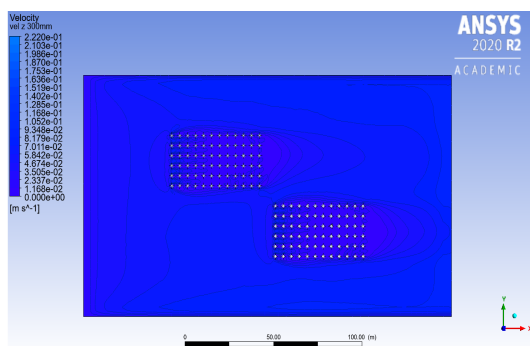 Velocity
vel z 300mm
2.220e-01
2.103e-01
1.986e-01
1.870e-01
1.753e-01
1.636e-01
1.519e-01
1.402e-01
1.285e-01
1.168e-01
1.052e-01
9.348e-02
8.179e-02
7.011e-02
5.842e-02
4.674e-02
3.505e-02
2.337e-02
1.168e-02
0.000e+00
[m s^-1]
ANSYS
2020 R2
ACADEMIC
0
50.00
100.00
(m)
Y
X